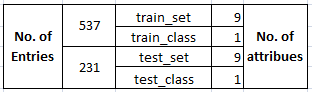 No. of
Entries
537
train_set 9
train_class 1
231
test_set 9
test_class 1
No. of
attribues